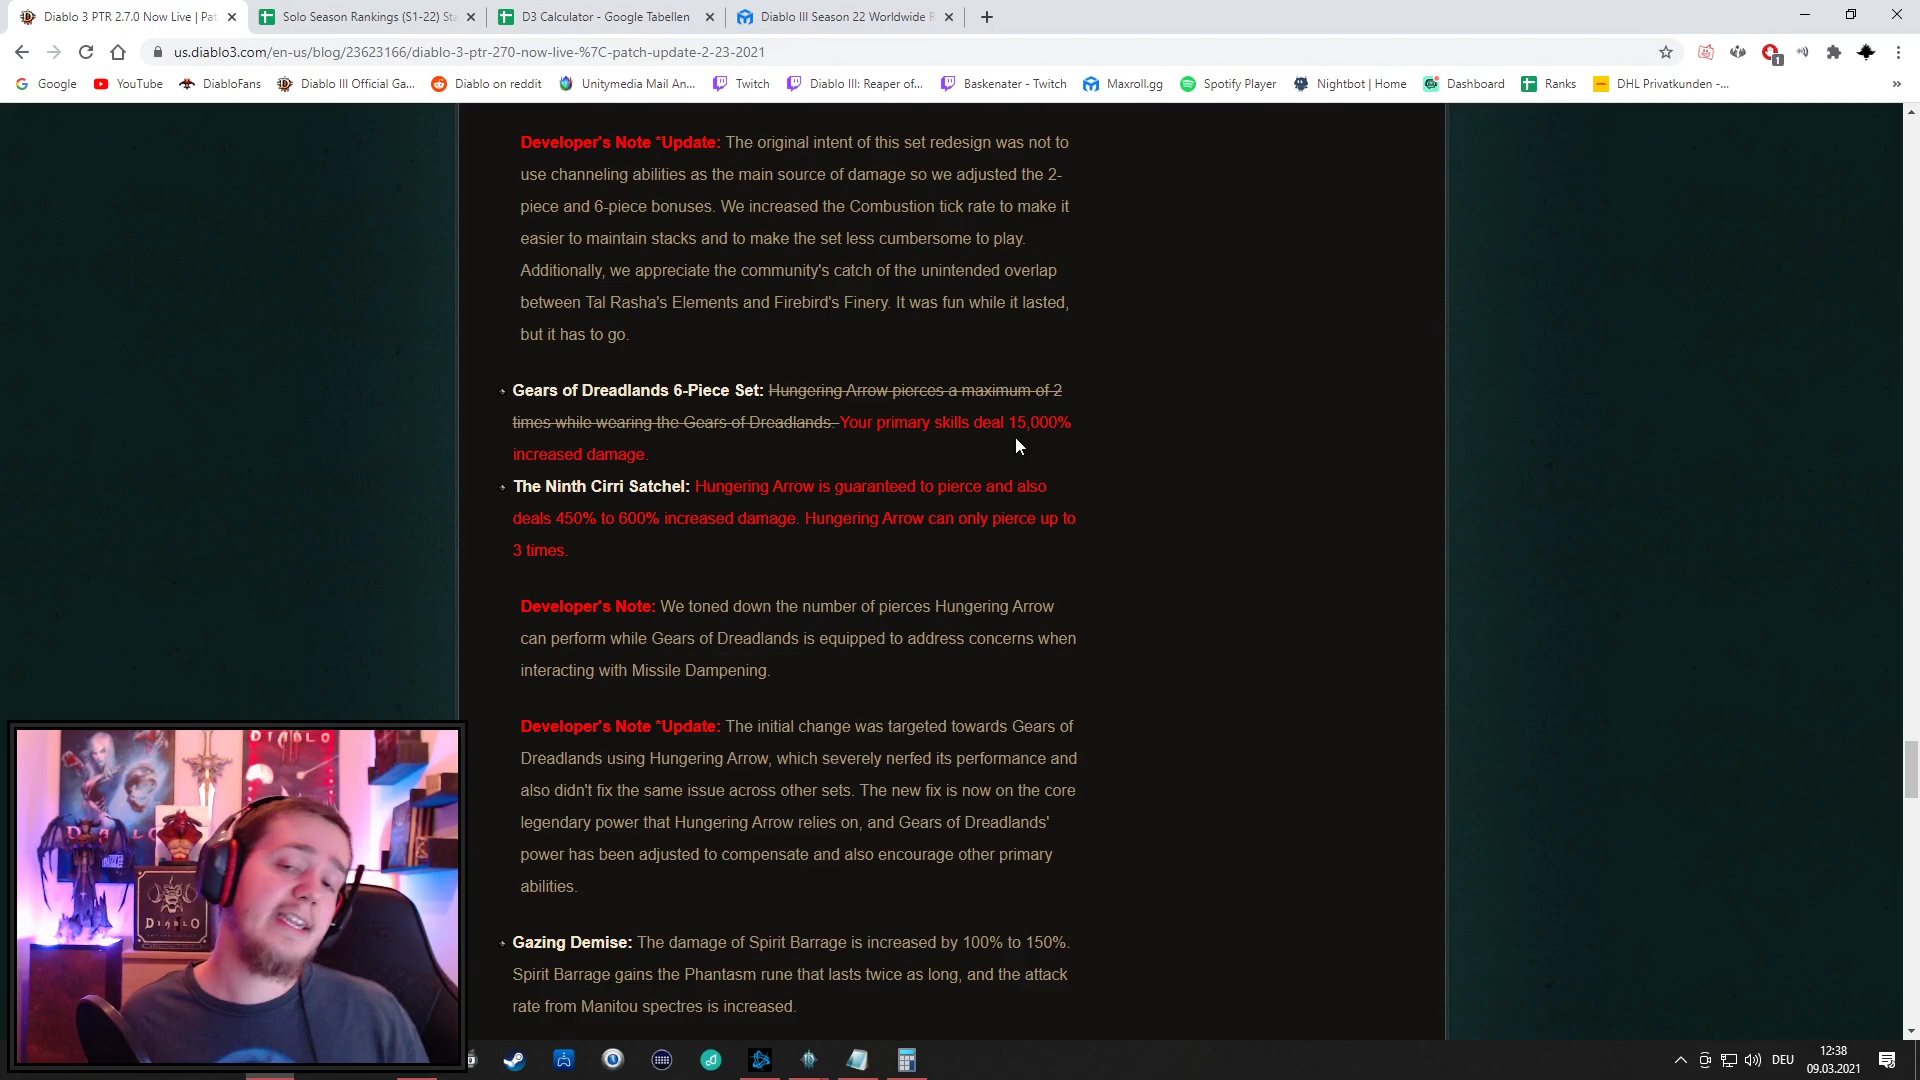 Diablo 3 PTR 2.7.0 Now Live | Pat
Solo Season Rankings (S1-22) Sta
D3 Calculator - Google Tabellen
Diablo III Season 22 Worldwide R
us.diablo3.com/en-us/blog/23623166/diablo-3-ptr-270-now-live-%7C-patch-update-2-23-2021
1
Google
YouTube
DiabloFans
Diablo III Official Ga...
Diablo on reddit
Unitymedia Mail An...
Twitch
Diablo III: Reaper of...
Baskenater - Twitch
Maxroll.gg
Spotify Player
Nightbot | Home
Dashboard
Ranks
DHL Privatkunden -...
»
Developer's Note *Update: The original intent of this set redesign was not to
use channeling abilities as the main source of damage so we adjusted the 2-
piece and 6-piece bonuses. We increased the Combustion tick rate to make it
easier to maintain stacks and to make the set less cumbersome to play.
Additionally, we appreciate the community's catch of the unintended overlap
between Tal Rasha's Elements and Firebird's Finery. It was fun while it lasted,
but it has to go.
Gears of Dreadlands 6-Piece Set: Hungering Arrow pierces a maximum of 2
times while wearing the Gears of Dreadlands. Your primary skills deal 15,000%
increased damage.
The Ninth Cirri Satchel: Hungering Arrow is guaranteed to pierce and also
deals 450% to 600% increased damage. Hungering Arrow can only pierce up to
3 times.
Developer's Note: We toned down the number of pierces Hungering Arrow
can perform while Gears of Dreadlands is equipped to address concerns when
interacting with Missile Dampening.
Developer's Note *Update: The initial change was targeted towards Gears of
Dreadlands using Hungering Arrow, which severely nerfed its performance and
also didn't fix the same issue across other sets. The new fix is now on the core
legendary power that Hungering Arrow relies on, and Gears of Dreadlands'
power has been adjusted to compensate and also encourage other primary
abilities.
Gazing Demise: The damage of Spirit Barrage is increased by 100% to 150%.
Spirit Barrage gains the Phantasm rune that lasts twice as long, and the attack
rate from Manitou spectres is increased.
DIABLO
DEU
12:38
09.03.2021